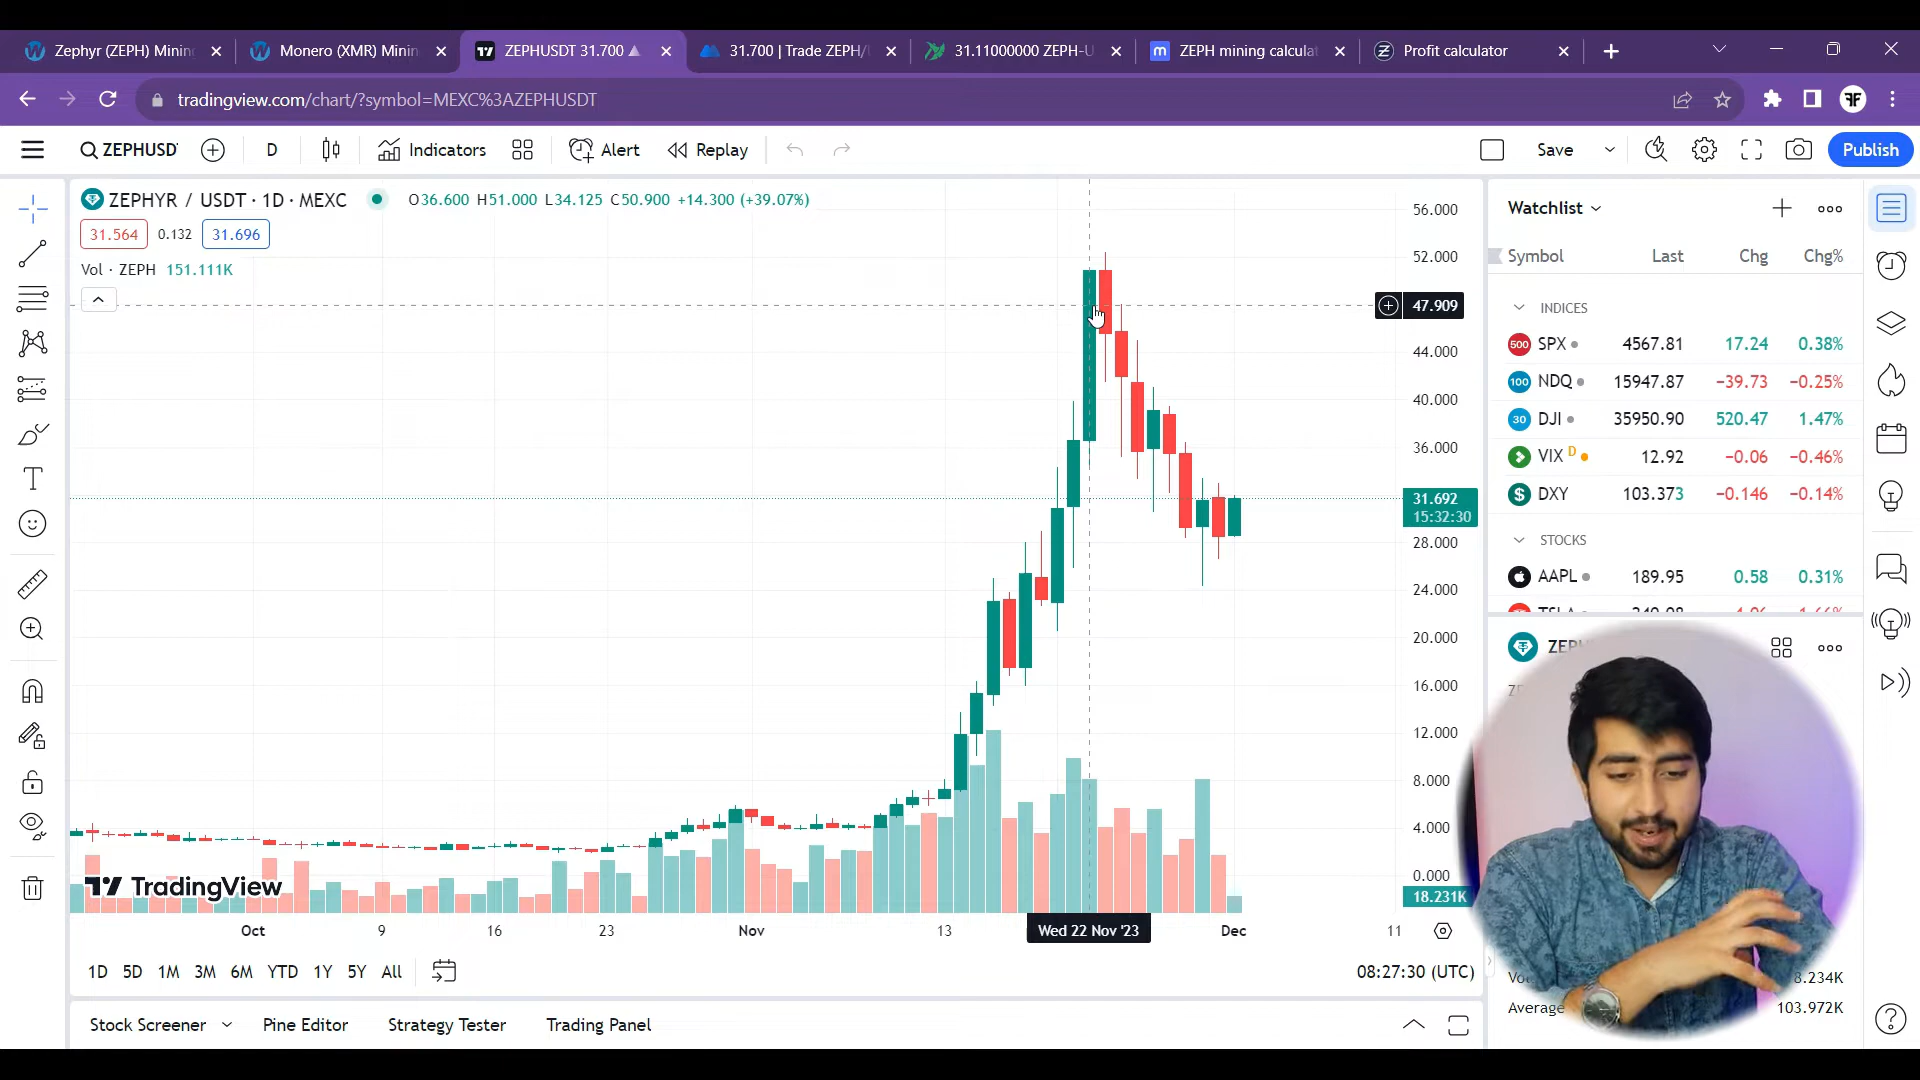 Zephyr (ZEPH) Minin
Monero (XMR) Minin
ZEPHUSDT 31.700
31.700 | Trade ZEPH/
31.11000000 ZEPH-U
ZEPH mining calcula
Profit calculator
tradingview.com/chart/?symbol=MEXC%3AZEPHUSDT
ZEPHUSD
D
Indicators
Alert
Replay
Save
Publish
ZEPHYR / USDT · 1D · MEXC
O36.600 H51.000 L34.125 C50.900 +14.300 (+39.07%)
31.564 0.132 31.696
Vol · ZEPH 151.111K
56.000
52.000
47.909
44.000
40.000
36.000
31.692
15:32:30
28.000
24.000
20.000
16.000
12.000
8.000
4.000
0.000
18.231K
TradingView
Oct 9 16 23 Nov 13 Wed 22 Nov '23 Dec 11
1D 5D 1M 3M 6M YTD 1Y 5Y All
08:27:30 (UTC)
Stock Screener Pine Editor Strategy Tester Trading Panel
Watchlist
Symbol Last Chg Chg%
INDICES
500 SPX 4567.81 17.24 0.38%
100 NDQ 15947.87 −39.73 −0.25%
30 DJI 35950.90 520.47 1.47%
VIX D 12.92 −0.06 −0.46%
$ DXY 103.373 −0.146 −0.14%
STOCKS
AAPL 189.95 0.58 0.31%
Average
103.972K